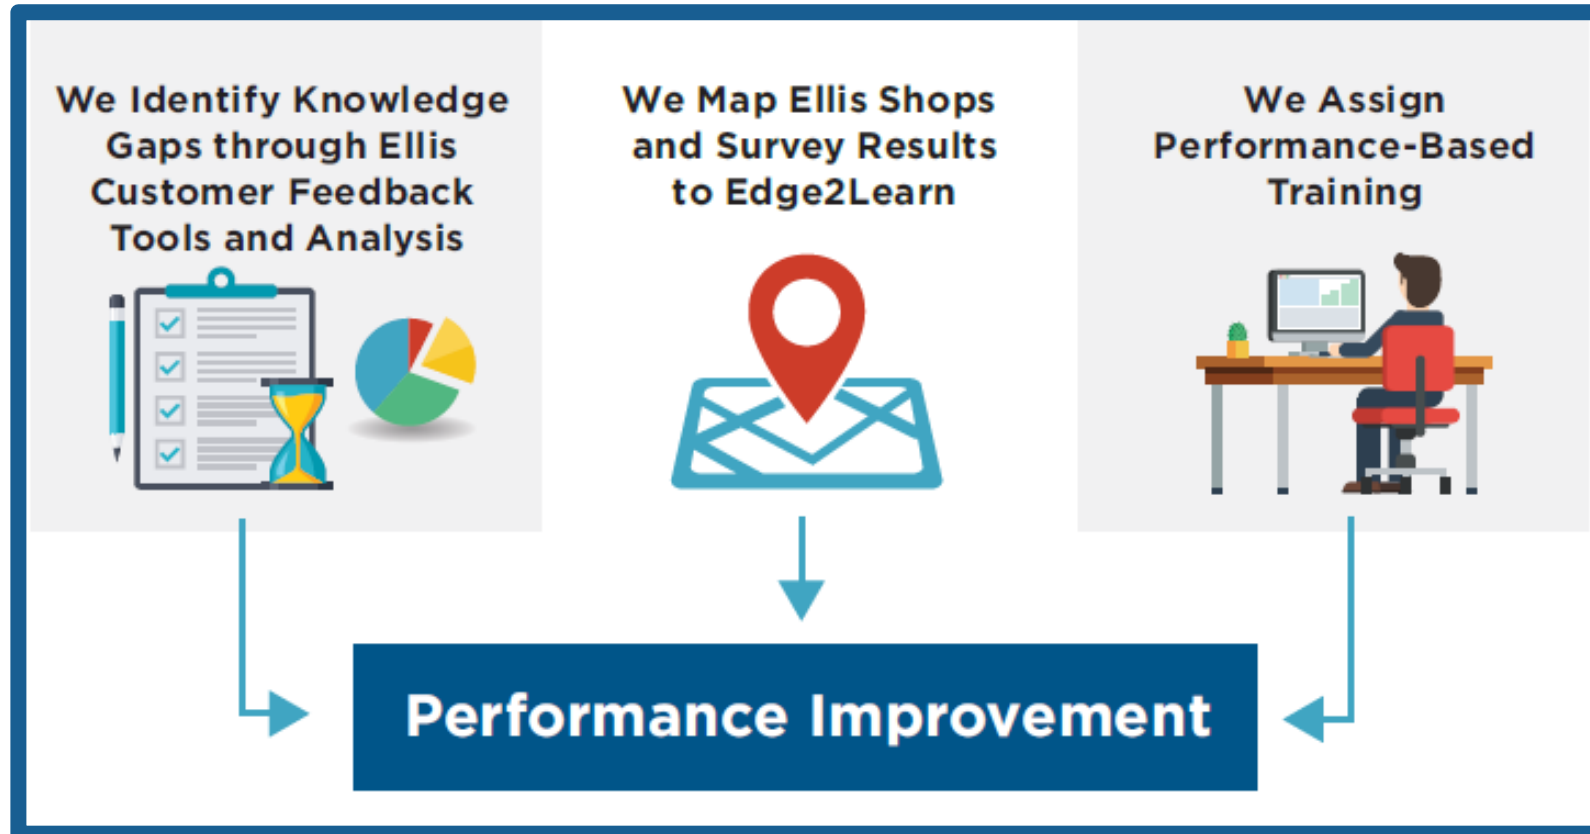 We Identify Knowledge
Gaps through Ellis
Customer Feedback
Tools and Analysis
We Map Ellis Shops
and Survey Results
to Edge2Learn
We Assign
Performance-Based
Training
Performance Improvement